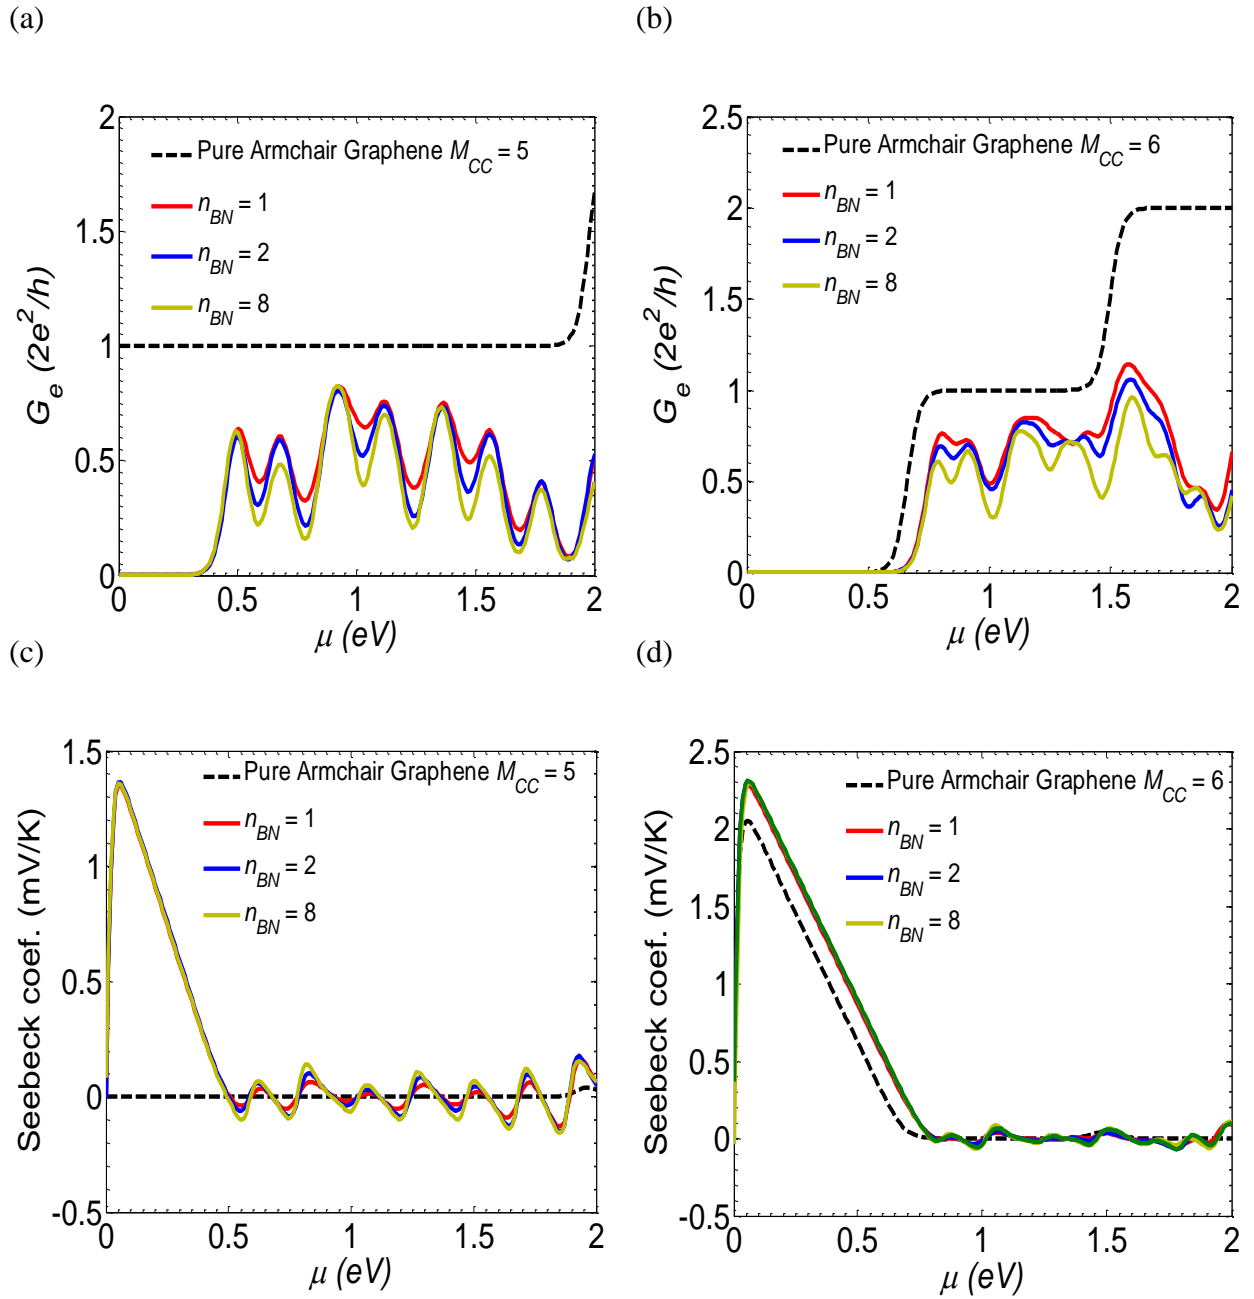 (a)
(b)
2
1.5
1
0.5
0
0
0.5
1
1.5
2
G_e (2e^2/h)
μ (eV)
Pure Armchair Graphene M_CC = 5
n_BN = 1
n_BN = 2
n_BN = 8
2.5
2
1.5
1
0.5
0
0
0.5
1
1.5
2
G_e (2e^2/h)
μ (eV)
Pure Armchair Graphene M_CC = 6
n_BN = 1
n_BN = 2
n_BN = 8
(c)
(d)
1.5
1
0.5
0
-0.5
0
0.5
1
1.5
2
Seebeck coef. (mV/K)
μ (eV)
Pure Armchair Graphene M_CC = 5
n_BN = 1
n_BN = 2
n_BN = 8
2.5
2
1.5
1
0.5
0
-0.5
0
0.5
1
1.5
2
Seebeck coef. (mV/K)
μ (eV)
Pure Armchair Graphene M_CC = 6
n_BN = 1
n_BN = 2
n_BN = 8